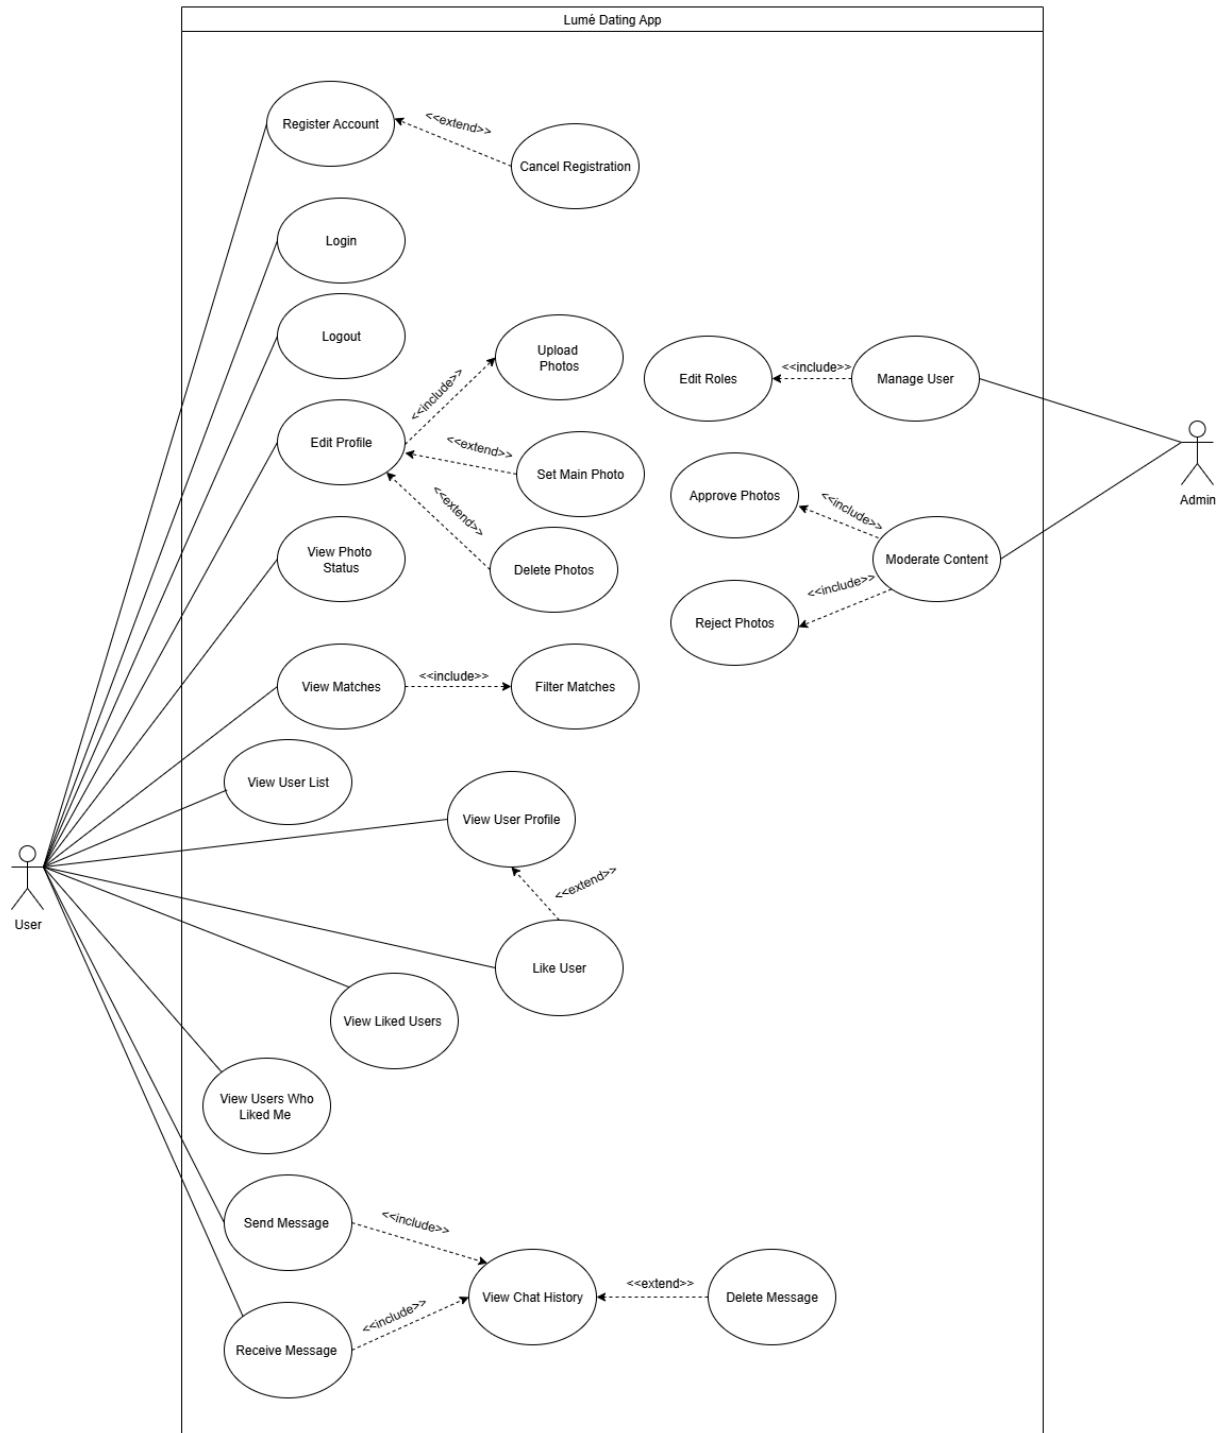 Lumé Dating App
Register Account
<<extend>>
Cancel Registration
Login
Logout
Upload
Photos
<<include>>
Edit Profile
<<extend>>
Set Main Photo
<<extend>>
Delete Photos
Edit Roles
<<include>>
Manage User
Admin
Approve Photos
<<include>>
Moderate Content
<<include>>
Reject Photos
View Photo
Status
View Matches
<<include>>
Filter Matches
View User List
View User Profile
<<extend>>
User
Like User
View Liked Users
View Users Who
Liked Me
Send Message
<<include>>
View Chat History
<<extend>>
Delete Message
<<include>>
Receive Message